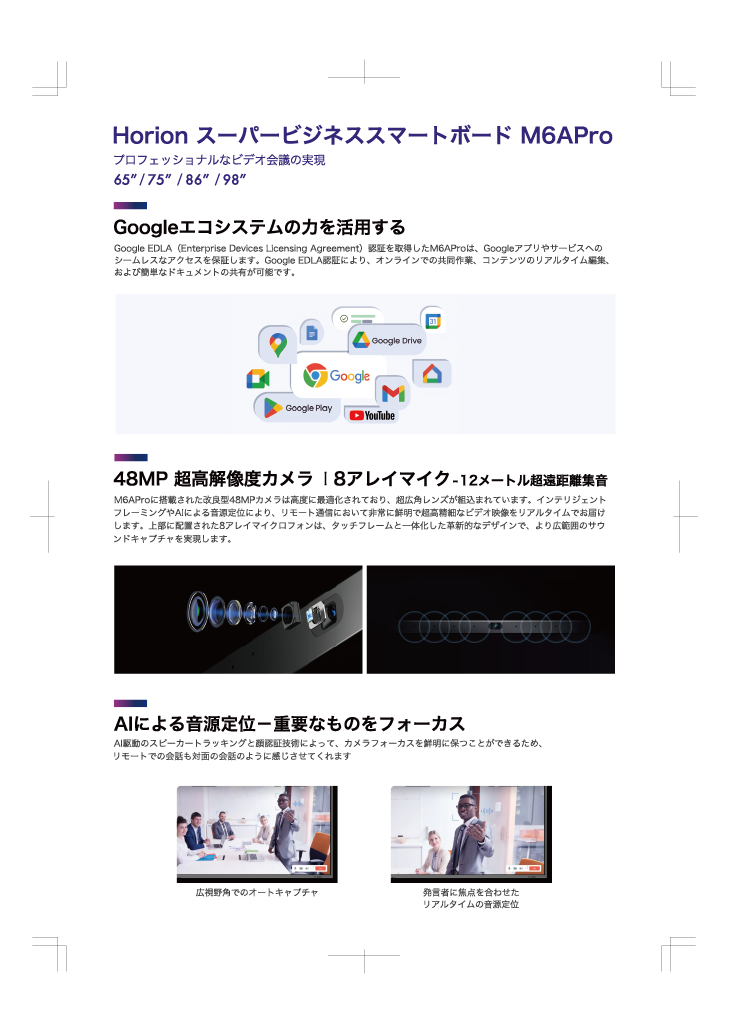 Horion スーパービジネススマートボード M6APro
プロフェッショナルなビデオ会議の実現
65” / 75” / 86” / 98”
Googleエコシステムの力を活用する
Google EDLA（Enterprise Devices Licensing Agreement）認証を取得したM6AProは、Googleアプリやサービスへの
シームレスなアクセスを保証します。Google EDLA認証により、オンラインでの共同作業、コンテンツのリアルタイム編集、
および簡単なドキュメントの共有が可能です。
31
Google Drive
Google
Google Play
YouTube
48MP 超高解像度カメラ | 8アレイマイク-12メートル超遠距離集音
M6AProに搭載された改良型48MPカメラは高度に最適化されており、超広角レンズが組込まれています。インテリジェント
フレーミングやAIによる音源定位により、リモート通信において非常に鮮明で超高精細なビデオ映像をリアルタイムでお届け
します。上部に配置された8アレイマイクロフォンは、タッチフレームと一体化した革新的なデザインで、より広範囲のサウ
ンドキャプチャを実現します。
AIによる音源定位－重要なものをフォーカス
AI駆動のスピーカートラッキングと顔認証技術によって、カメラフォーカスを鮮明に保つことができるため、
リモートでの会話も対面の会話のように感じさせてくれます
広視野角でのオートキャプチャ
発言者に焦点を合わせた
リアルタイムの音源定位